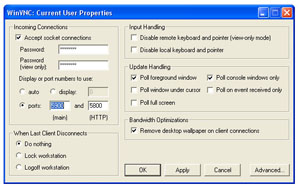 WinVNC: Current User Properties
Incoming Connections
Accept socket connections
Password:
Password:
(view only)
Display or port numbers to use:
auto
display:
ports:
5900
and
5800
(main)
(HTTP)
When Last Client Disconnects
Do nothing
Lock workstation
Logoff workstation
Input Handling
Disable remote keyboard and pointer (view-only mode)
Disable local keyboard and pointer
Update Handling
Poll foreground window
Poll console windows only
Poll window under cursor
Poll on event received only
Poll full screen
Bandwidth Optimizations
Remove desktop wallpaper on client connections
OK
Apply
Cancel
Advanced...